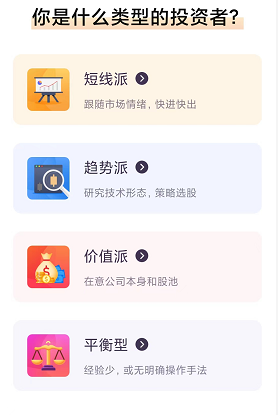 你是什么类型的投资者?
短线派
跟随市场情绪，快进快出
趋势派
研究技术形态，策略选股
价值派
在意公司本身和股池
平衡型
经验少，或无明确操作手法